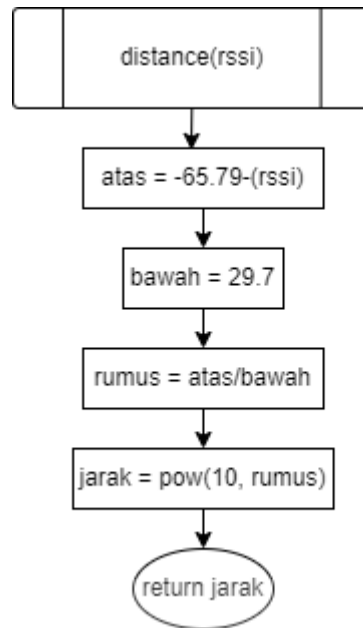 distance(rssi)
atas = -65.79-(rssi)
bawah = 29.7
rumus = atas/bawah
jarak = pow(10, rumus)
return jarak